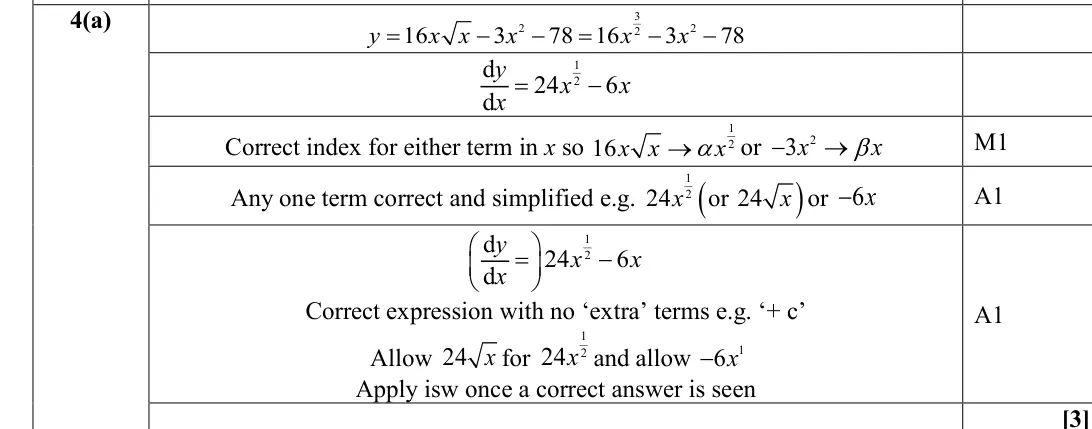 4(a)
y = 16x√x − 3x² − 78 = 16x^(3/2) − 3x² − 78
dy/dx = 24x^(1/2) − 6x
Correct index for either term in x so 16x√x → αx^(1/2) or −3x² → βx M1
Any one term correct and simplified e.g. 24x^(1/2) (or 24√x) or −6x A1
(dy/dx =) 24x^(1/2) − 6x
Correct expression with no ‘extra’ terms e.g. ‘+ c’
A1
Allow 24√x for 24x^(1/2) and allow −6x¹
Apply isw once a correct answer is seen
[3]